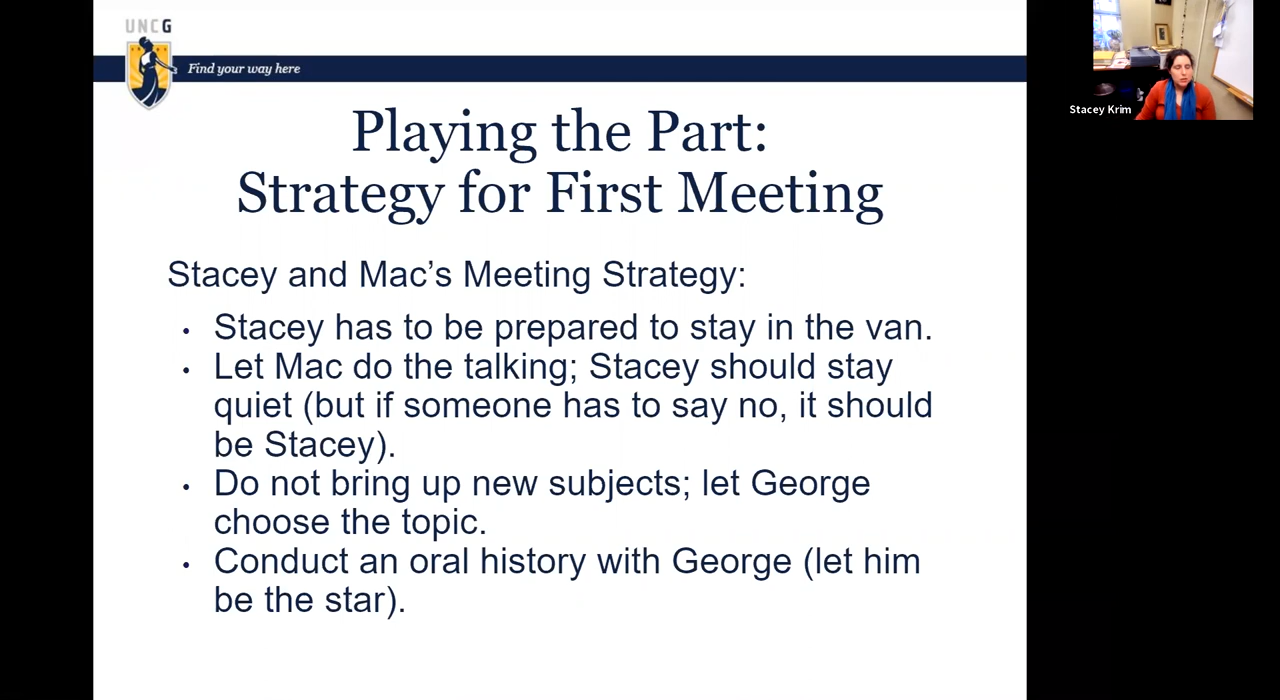 UNCG
Find your way here
Playing the Part:
Strategy for First Meeting
Stacey and Mac’s Meeting Strategy:
• Stacey has to be prepared to stay in the van.
• Let Mac do the talking; Stacey should stay
quiet (but if someone has to say no, it should
be Stacey).
• Do not bring up new subjects; let George
choose the topic.
• Conduct an oral history with George (let him
be the star).
Stacey Krim